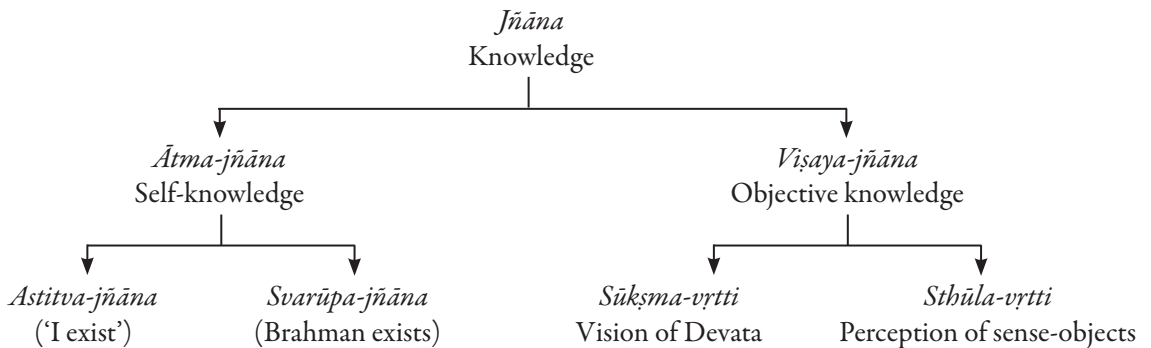 Jñāna
Knowledge
Ātma-jñāna
Self-knowledge
Viṣaya-jñāna
Objective knowledge
Astitva-jñāna
(‘I exist’)
Svarūpa-jñāna
(Brahman exists)
Sūkṣma-vṛtti
Vision of Devata
Sthūla-vṛtti
Perception of sense-objects